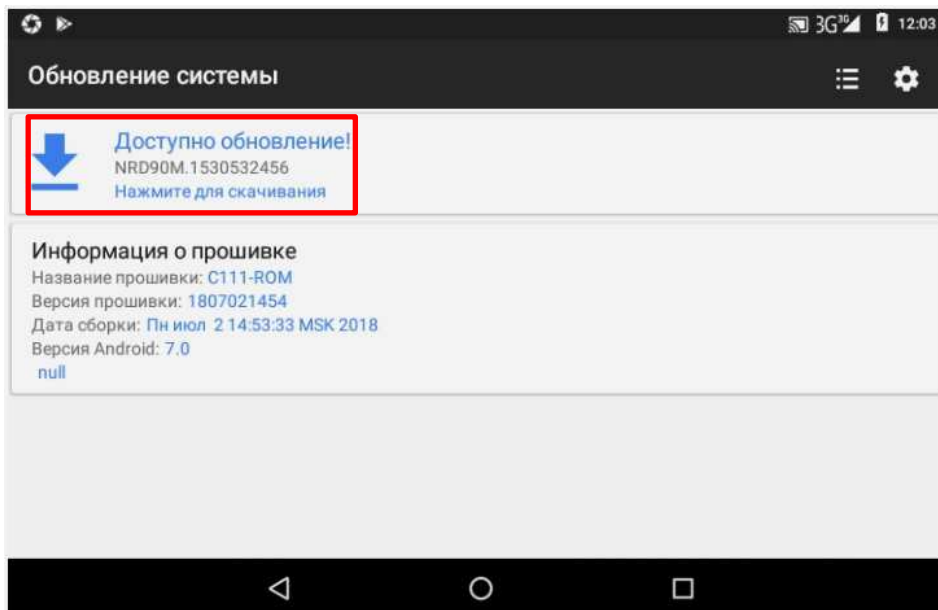 3G 3G 12:03
Обновление системы
Доступно обновление!
NRD90M.1530532456
Нажмите для скачивания
Информация о прошивке
Название прошивки: C111-ROM
Версия прошивки: 1807021454
Дата сборки: Пн июл  2 14:53:33 MSK 2018
Версия Android: 7.0
null